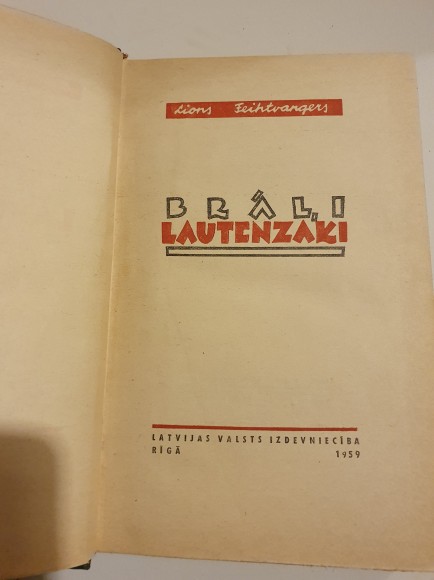 Lions Feihtvangers
BRĀĻI
LAUTENZAKI
LATVIJAS VALSTS IZDEVNIECĪBA
RĪGĀ 1959